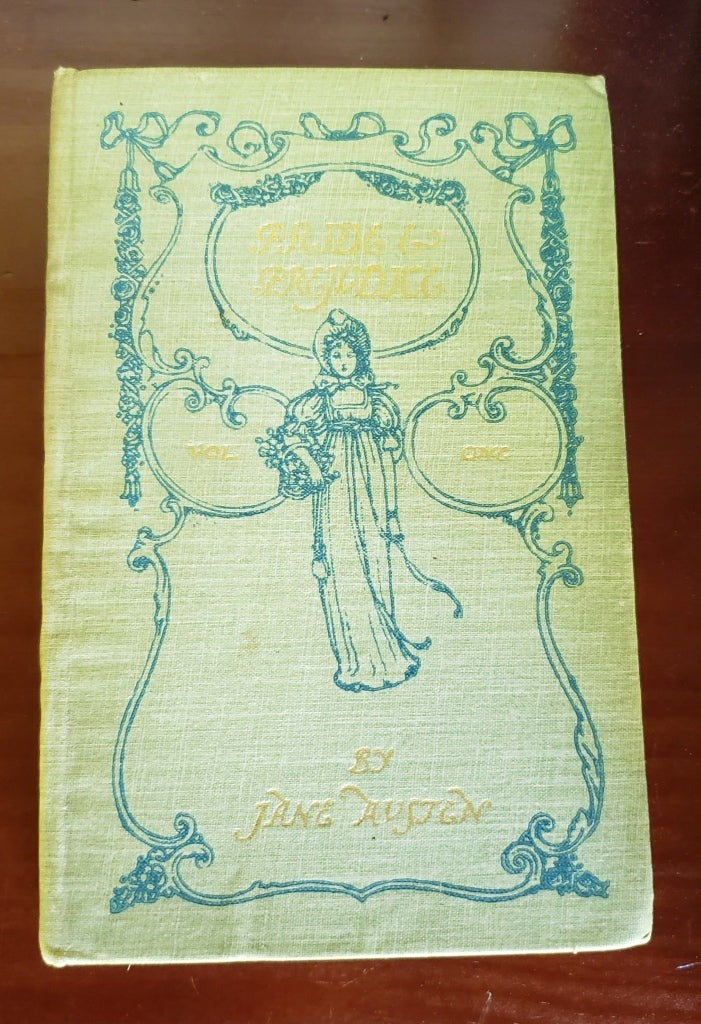 PRIDE &
PREJUDICE
VOL ONE
BY
JANE AUSTEN